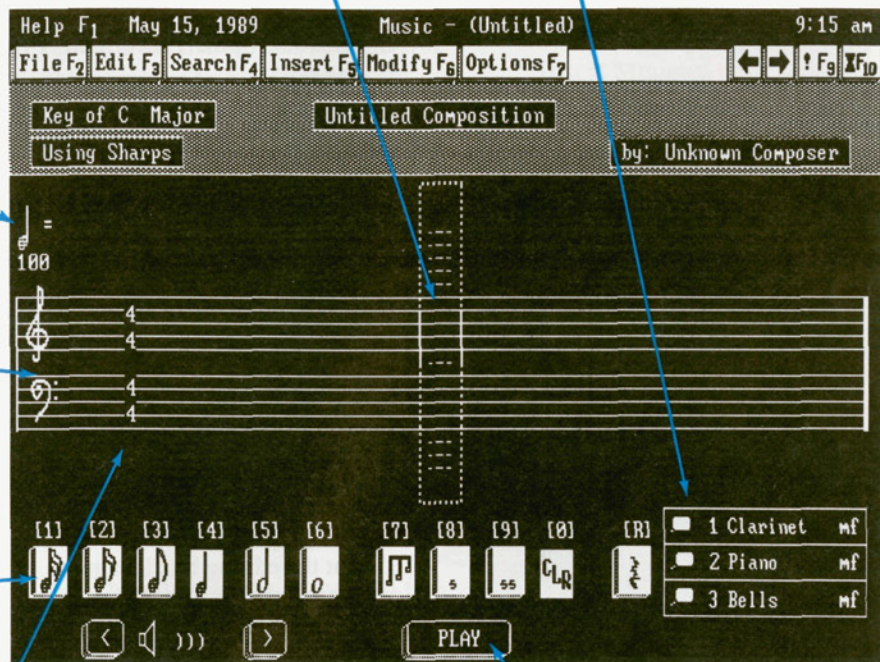 Help F1 May 15, 1989 Music - (Untitled) 9:15 am
File F2 Edit F3 Search F4 Insert F5 Modify F6 Options F7 ← → ! F9 F10
Key of C Major Untitled Composition
Using Sharps by: Unknown Composer
=
100
4
4
4
4
[1] [2] [3] [4] [5] [6] [7] [8] [9] [0] [R]
CLR
1 Clarinet mf
2 Piano mf
3 Bells mf
< ))) >
PLAY